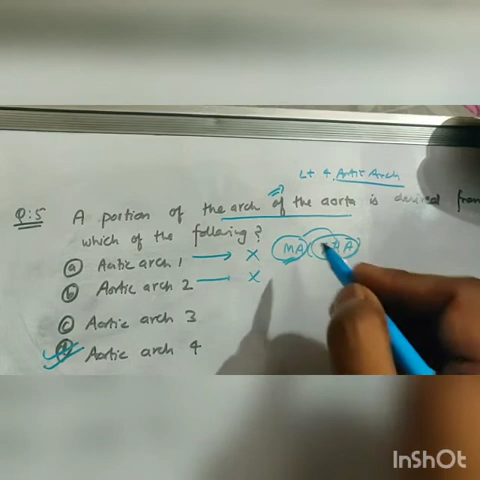 Lt 4 Aortic Arch
Q:5 A portion of the arch of the aorta is derived from
which of the following?
a Aortic arch 1 → X MA A
b Aortic arch 2 — X
c Aortic arch 3
d Aortic arch 4
InShOt